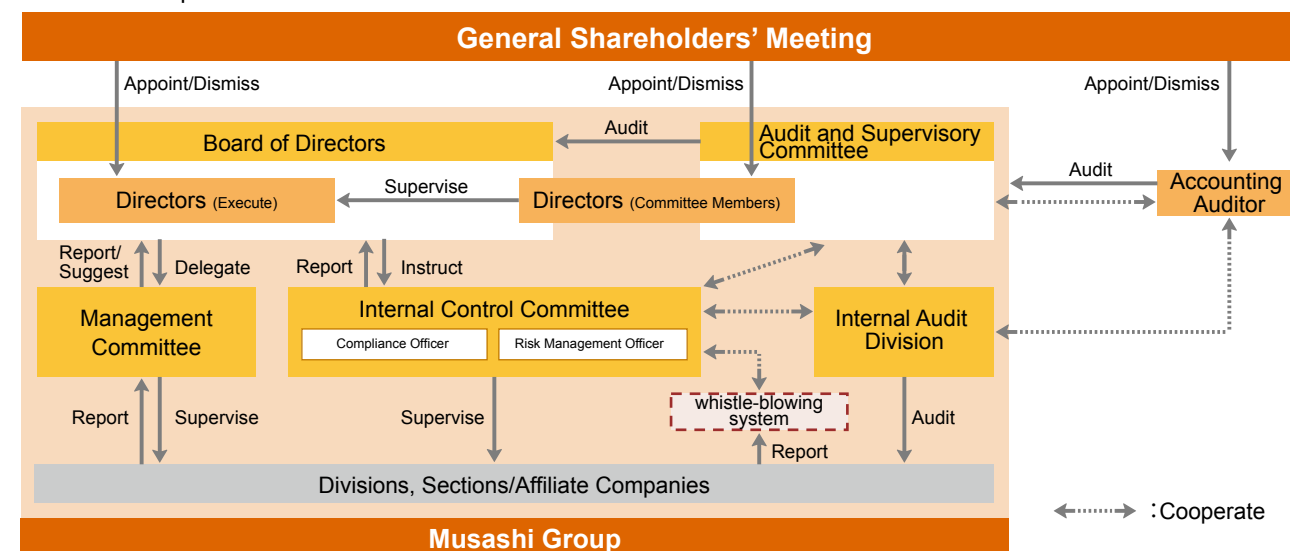 General Shareholders’ Meeting
Appoint/Dismiss
Appoint/Dismiss
Appoint/Dismiss
Board of Directors
Audit
Audit and Supervisory
Committee
Directors (Execute)
Supervise
Directors (Committee Members)
Audit
Accounting
Auditor
Report/
Suggest
Delegate
Report
Instruct
Management
Committee
Internal Control Committee
Compliance Officer
Risk Management Officer
Internal Audit
Division
Report
Supervise
Supervise
whistle-blowing
system
Audit
Report
Divisions, Sections/Affiliate Companies
：Cooperate
Musashi Group